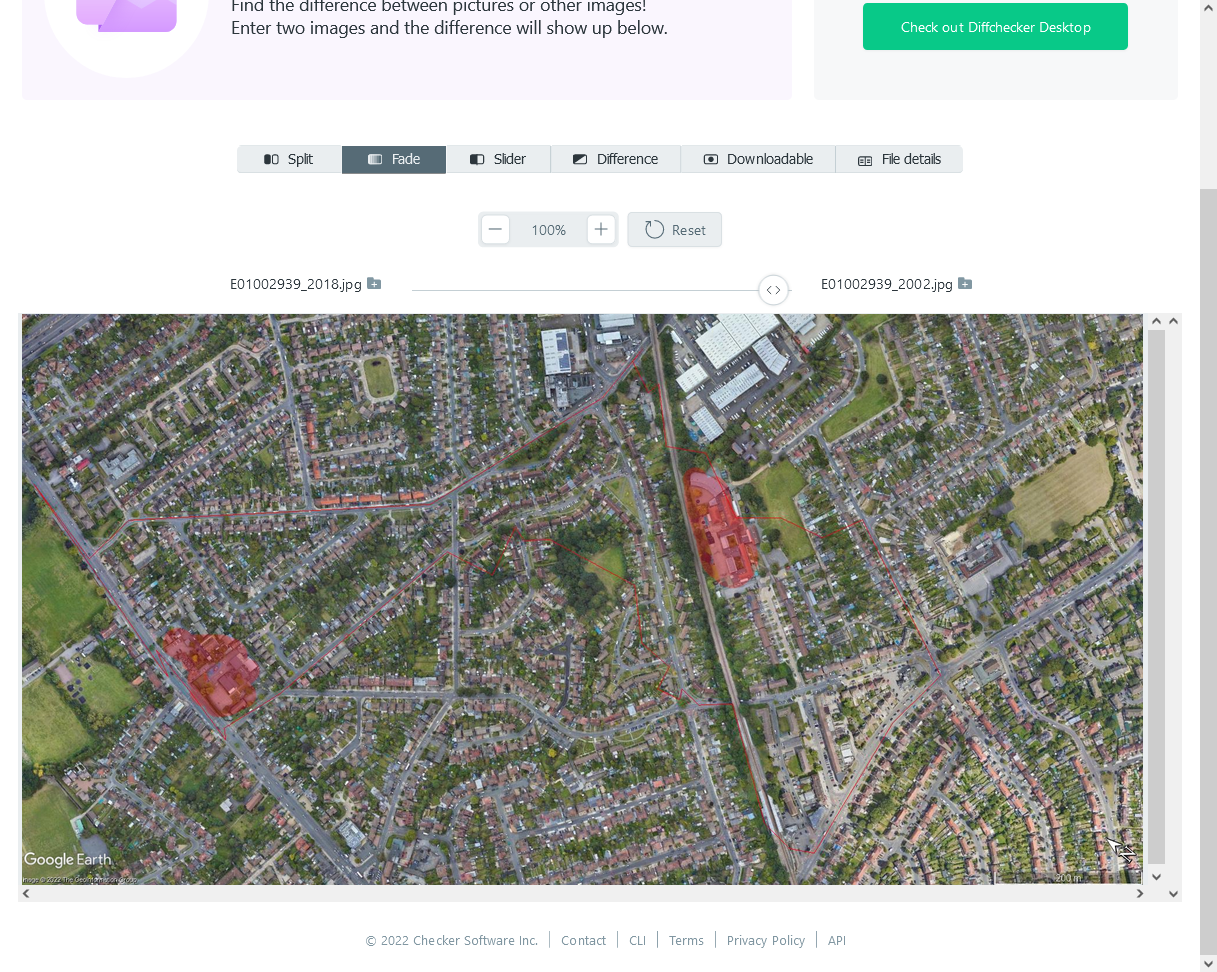 Find the difference between pictures or other images!
Enter two images and the difference will show up below.
Check out Diffchecker Desktop
Split Fade Slider Difference Downloadable File details
100% Reset
E01002939_2018.jpg E01002939_2002.jpg
Google Earth
Image © 2022 The GeoInformation Group
200 m
© 2022 Checker Software Inc. CLI Contact Terms Privacy Policy API